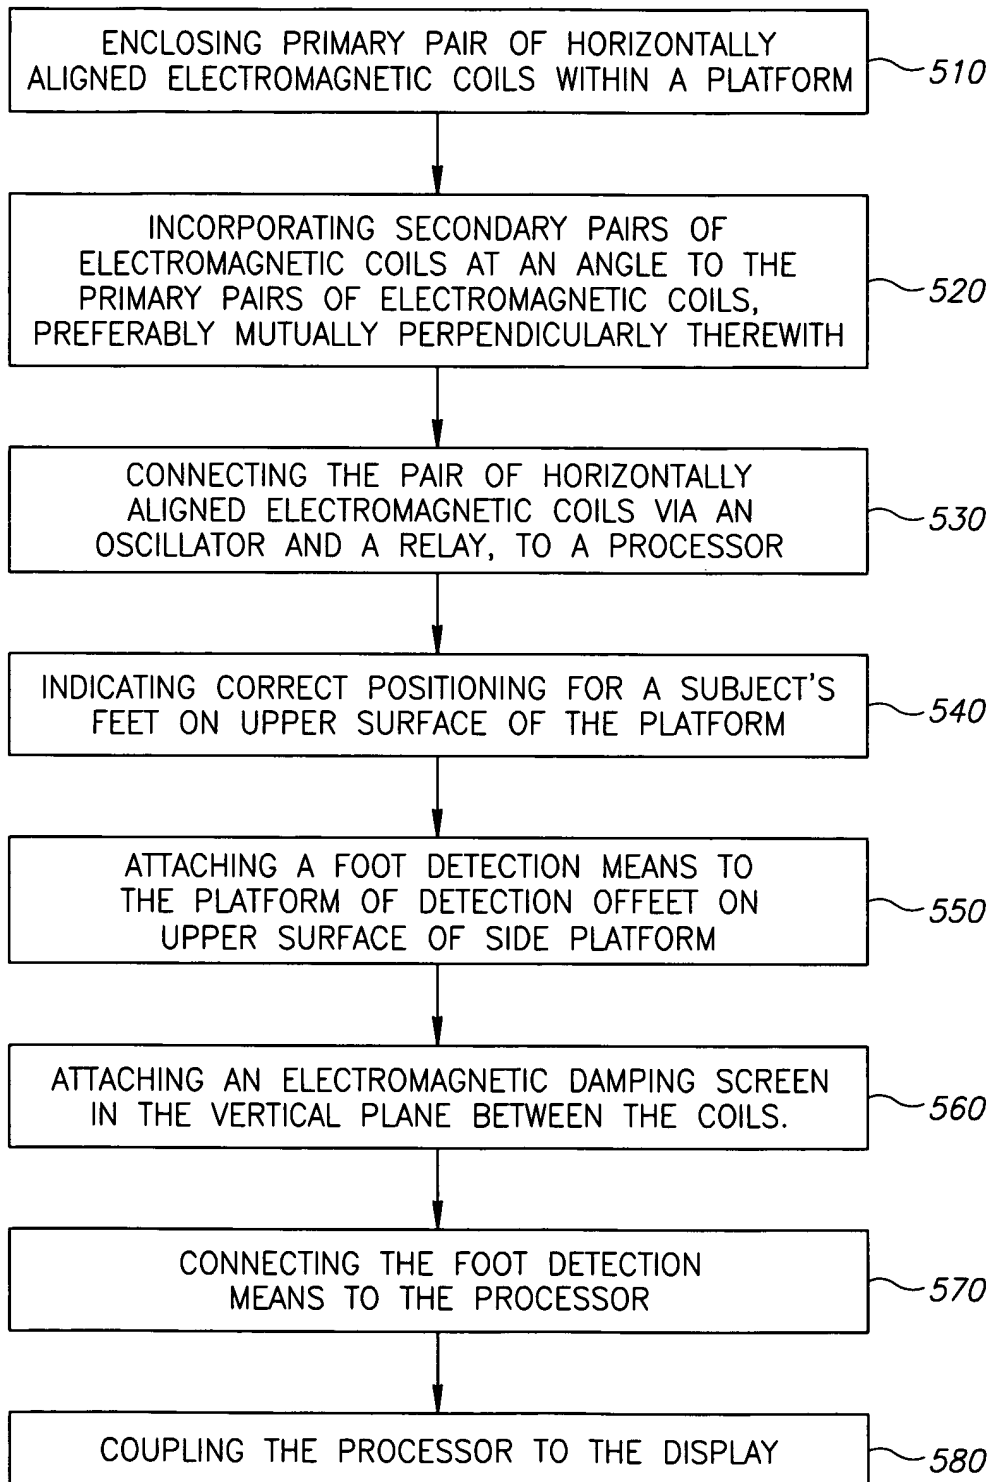 ENCLOSING PRIMARY PAIR OF HORIZONTALLY
ALIGNED ELECTROMAGNETIC COILS WITHIN A PLATFORM
510
INCORPORATING SECONDARY PAIRS OF
ELECTROMAGNETIC COILS AT AN ANGLE TO THE
PRIMARY PAIRS OF ELECTROMAGNETIC COILS,
PREFERABLY MUTUALLY PERPENDICULARLY THEREWITH
520
CONNECTING THE PAIR OF HORIZONTALLY
ALIGNED ELECTROMAGNETIC COILS VIA AN
OSCILLATOR AND A RELAY, TO A PROCESSOR
530
INDICATING CORRECT POSITIONING FOR A SUBJECT'S
FEET ON UPPER SURFACE OF THE PLATFORM
540
ATTACHING A FOOT DETECTION MEANS TO
THE PLATFORM OF DETECTION OFFEET ON
UPPER SURFACE OF SIDE PLATFORM
550
ATTACHING AN ELECTROMAGNETIC DAMPING SCREEN
IN THE VERTICAL PLANE BETWEEN THE COILS.
560
CONNECTING THE FOOT DETECTION
MEANS TO THE PROCESSOR
570
COUPLING THE PROCESSOR TO THE DISPLAY
580